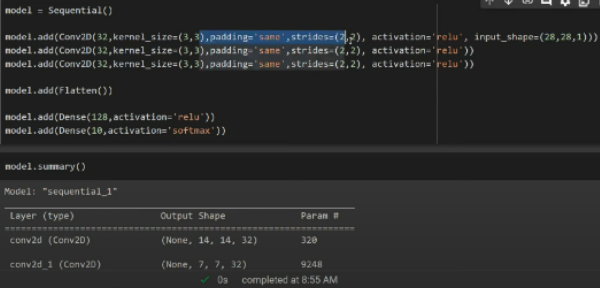 model = Sequential()
model.add(Conv2D(32,kernel_size=(3,3),padding='same',strides=(2,2), activation='relu', input_shape=(28,28,1)))
model.add(Conv2D(32,kernel_size=(3,3),padding='same',strides=(2,2), activation='relu'))
model.add(Conv2D(32,kernel_size=(3,3),padding='same',strides=(2,2), activation='relu'))
model.add(Flatten())
model.add(Dense(128,activation='relu'))
model.add(Dense(10,activation='softmax'))
model.summary()
Model: "sequential_1"
Layer (type) Output Shape Param #
=================================================================
conv2d (Conv2D) (None, 14, 14, 32) 320
conv2d_1 (Conv2D) (None, 7, 7, 32) 9248
0s completed at 8:55 AM